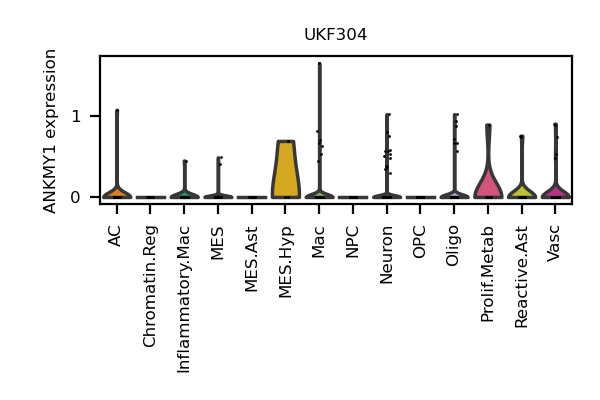 UKF304
ANKMY1 expression
1
0
AC
Chromatin.Reg
Inflammatory.Mac
MES
MES.Ast
MES.Hyp
Mac
NPC
Neuron
OPC
Oligo
Prolif.Metab
Reactive.Ast
Vasc